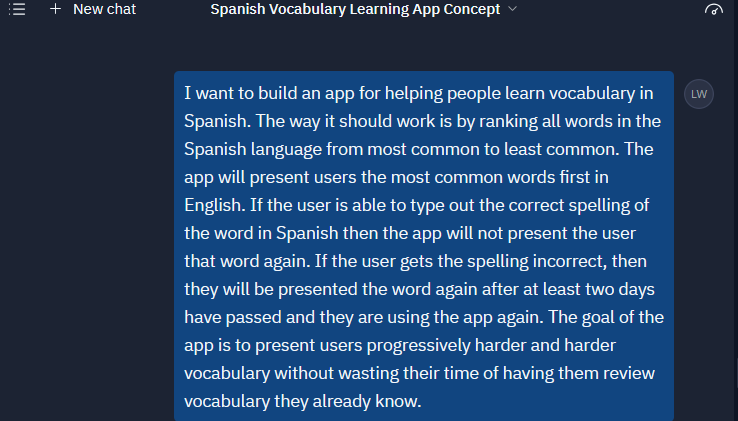 + New chat
Spanish Vocabulary Learning App Concept
I want to build an app for helping people learn vocabulary in
Spanish. The way it should work is by ranking all words in the
Spanish language from most common to least common. The
app will present users the most common words first in
English. If the user is able to type out the correct spelling of
the word in Spanish then the app will not present the user
that word again. If the user gets the spelling incorrect, then
they will be presented the word again after at least two days
have passed and they are using the app again. The goal of the
app is to present users progressively harder and harder
vocabulary without wasting their time of having them review
vocabulary they already know.
LW